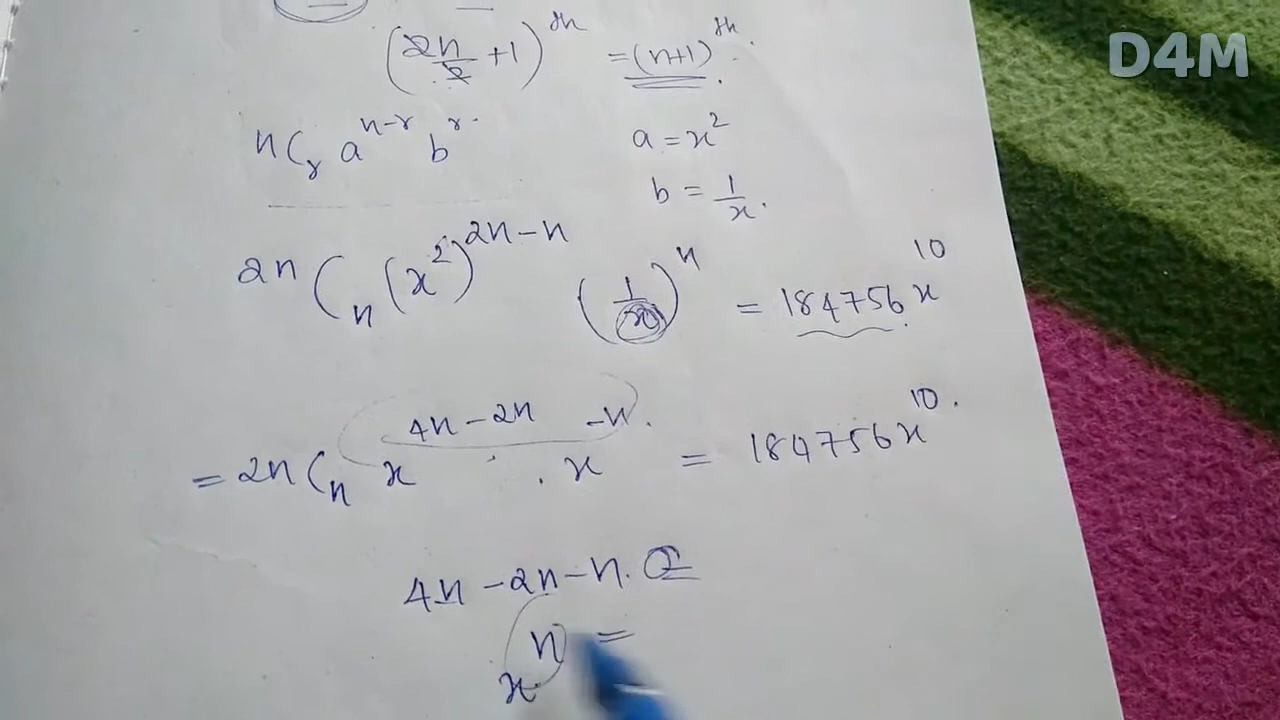 D4M
(2n/2 + 1)^th = (n+1)^th.
nCr a^n-r b^r. a = x^2
b = 1/x.
2nCn (x^2)^2n-n (1/x)^n = 184756 x^10
= 2nCn x^4n-2n . x^-n. = 184756 x^10.
4n - 2n - n.
x^n =